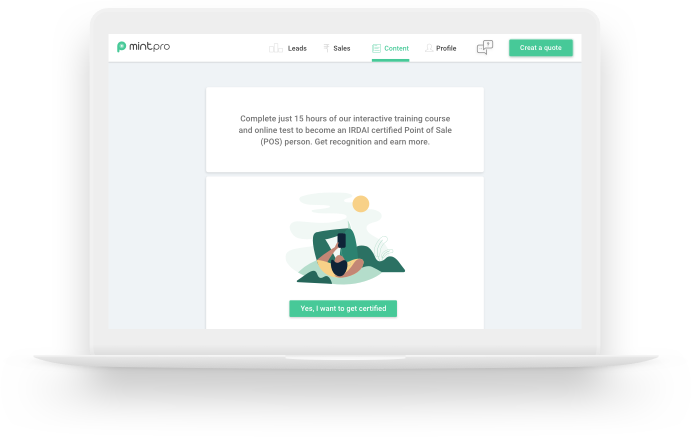 mintpro
Leads
Sales
Content
Profile
Creat a quote
Complete just 15 hours of our interactive training course
and online test to become an IRDAI certified Point of Sale
(POS) person. Get recognition and earn more.
Yes, I want to get certified